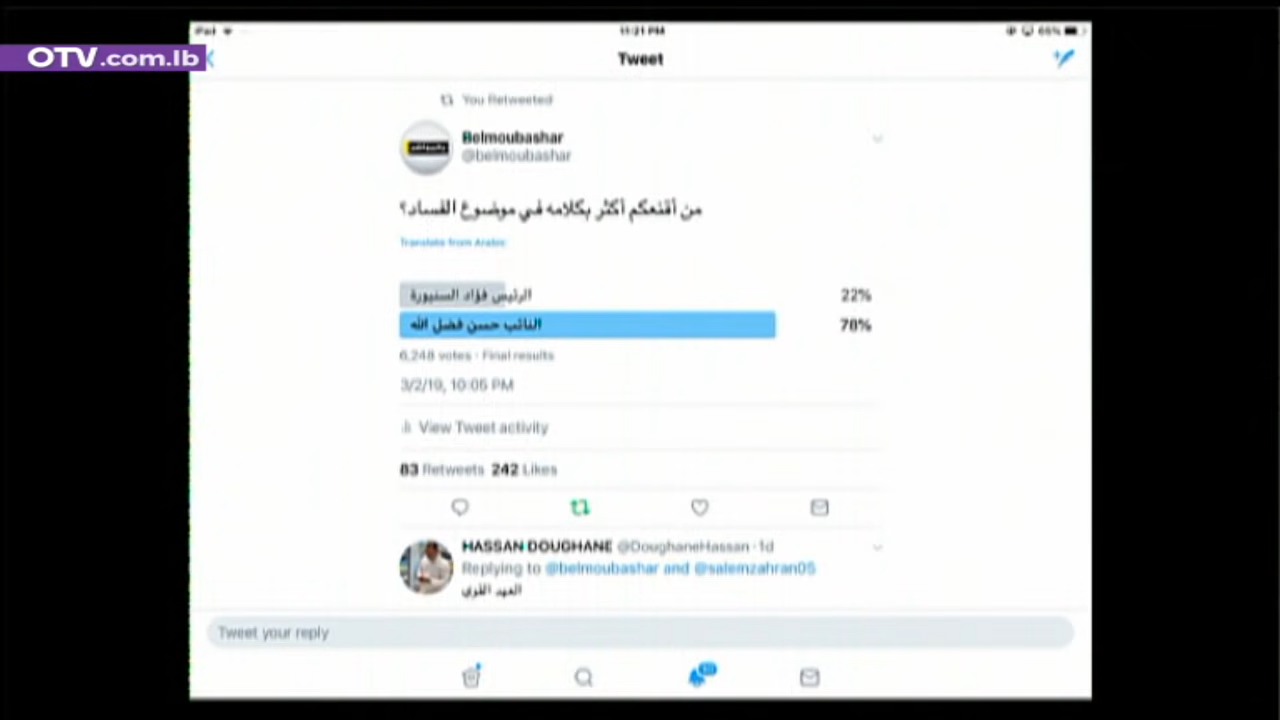 iPad
11:21 PM
66%
OTV.com.lb
Tweet
You Retweeted
Belmoubashar
@belmoubashar
من أقنعكم أكثر بكلامه في موضوع الفساد؟
Translate from Arabic
الرئيس فؤاد السنيورة 22%
النائب حسن فضل الله 78%
6,248 votes · Final results
3/2/19, 10:05 PM
View Tweet activity
83 Retweets 242 Likes
HASSAN DOUGHANE @DoughaneHassan · 1d
Replying to @belmoubashar and @salemzahran05
العهد القوي
Tweet your reply